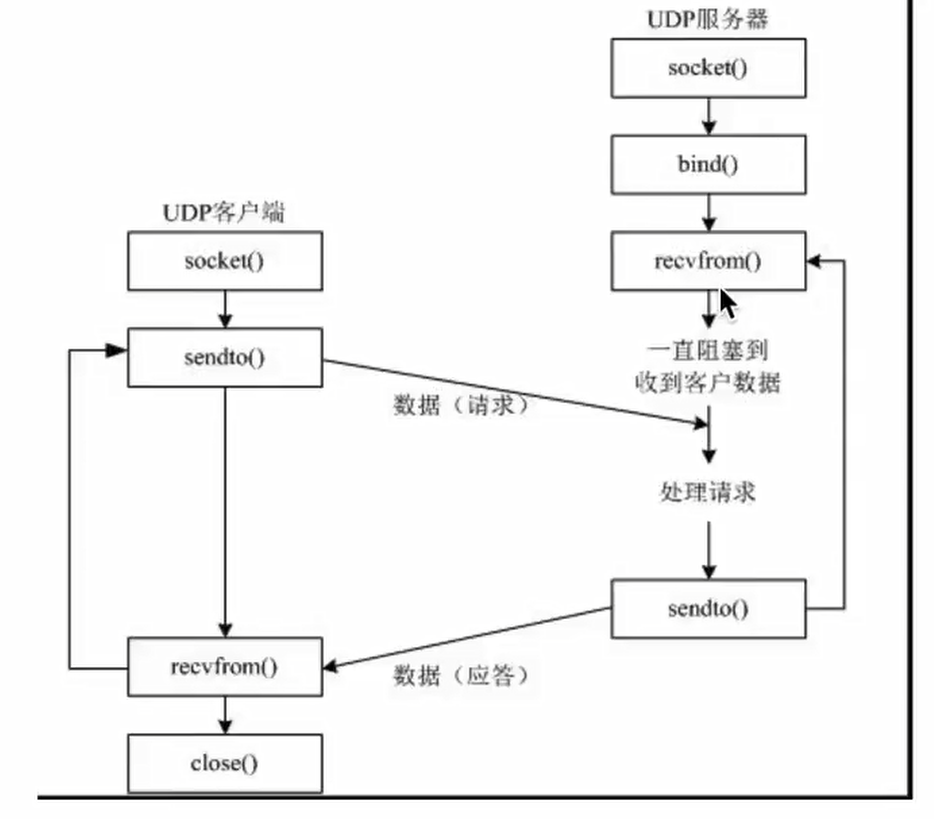 UDP服务器
socket()
bind()
UDP客户端
socket()
recvfrom()
sendto()
一直阻塞到
收到客户数据
数据（请求）
处理请求
sendto()
recvfrom()
数据（应答）
close()